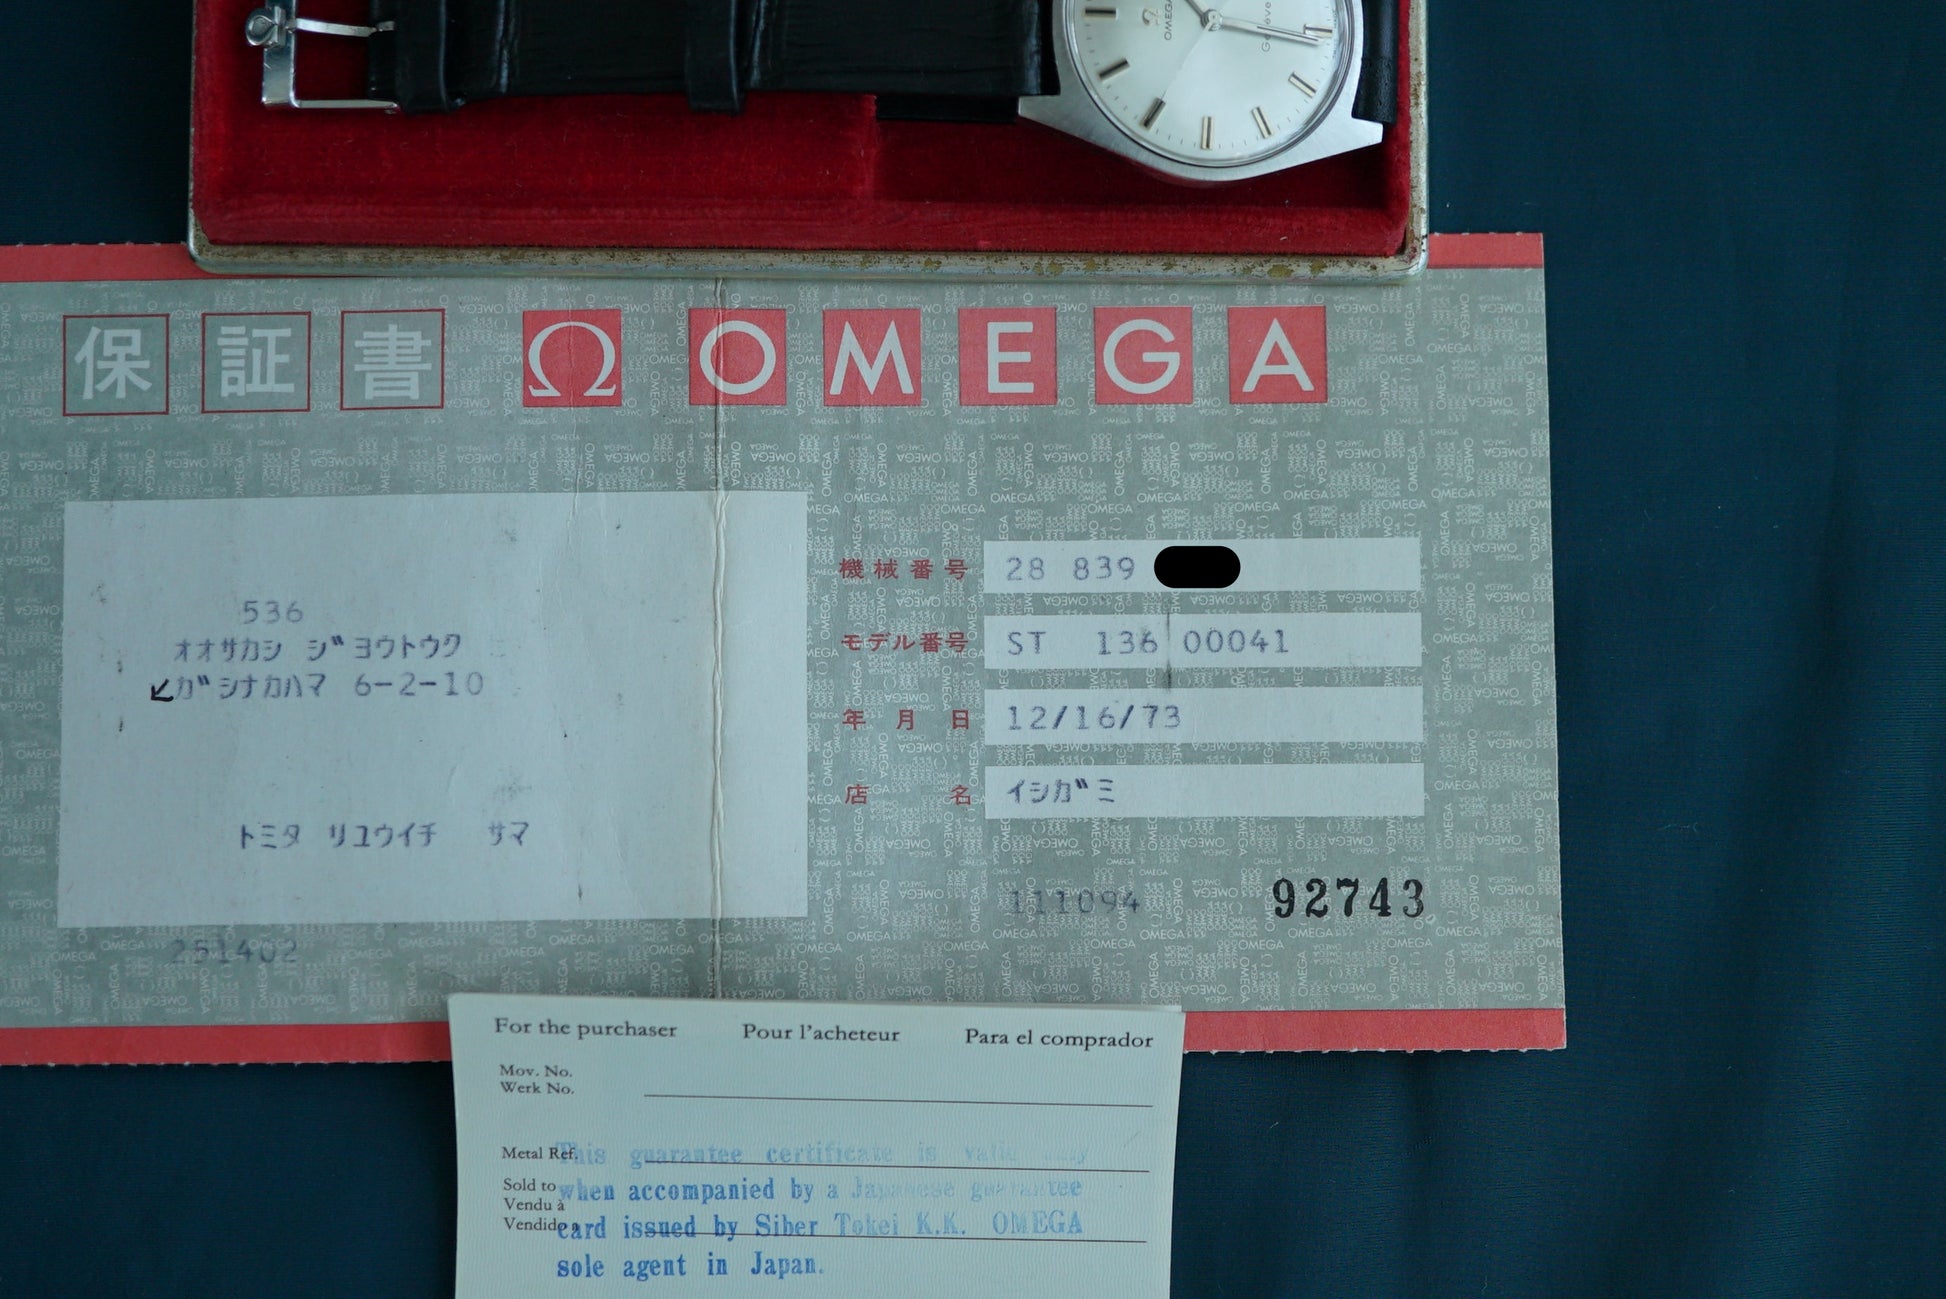 OMEGA
Genève
保証書 Ω OMEGA
536
オオサカシ ジヨウトウク
↙ガシナカハマ 6-2-10
トミタ リユウイチ サマ
251402
機械番号 28 839
モデル番号 ST 136 00041
年月日 12/16/73
店名 イシガミ
111094 92743
For the purchaser Pour l'acheteur Para el comprador
Mov. No.
Werk No.
Metal Ref.
Sold to
Vendu à
Vendido a
This guarantee certificate is valid only
when accompanied by a Japanese guarantee
card issued by Siber Tokei K.K. OMEGA
sole agent in Japan.